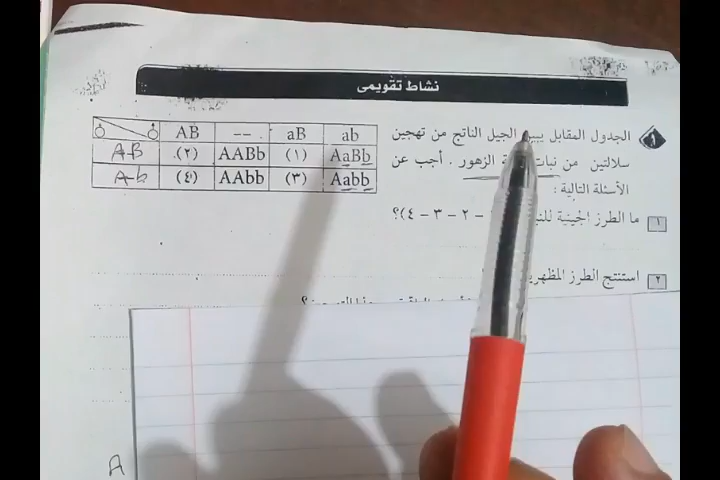 نشاط تقويمى
١ الجدول المقابل يبين الجيل الناتج من تهجين
سلالتين من الزهور . أجب عن
الأسئلة التالية :
AB -- aB ab
AB (٢) AABb (١) AaBb
Ab (٤) AAbb (٣) Aabb
١ ما الطرز الجينية - ٢ - ٣ - ٤)؟
٢ استنتج الطرز
A